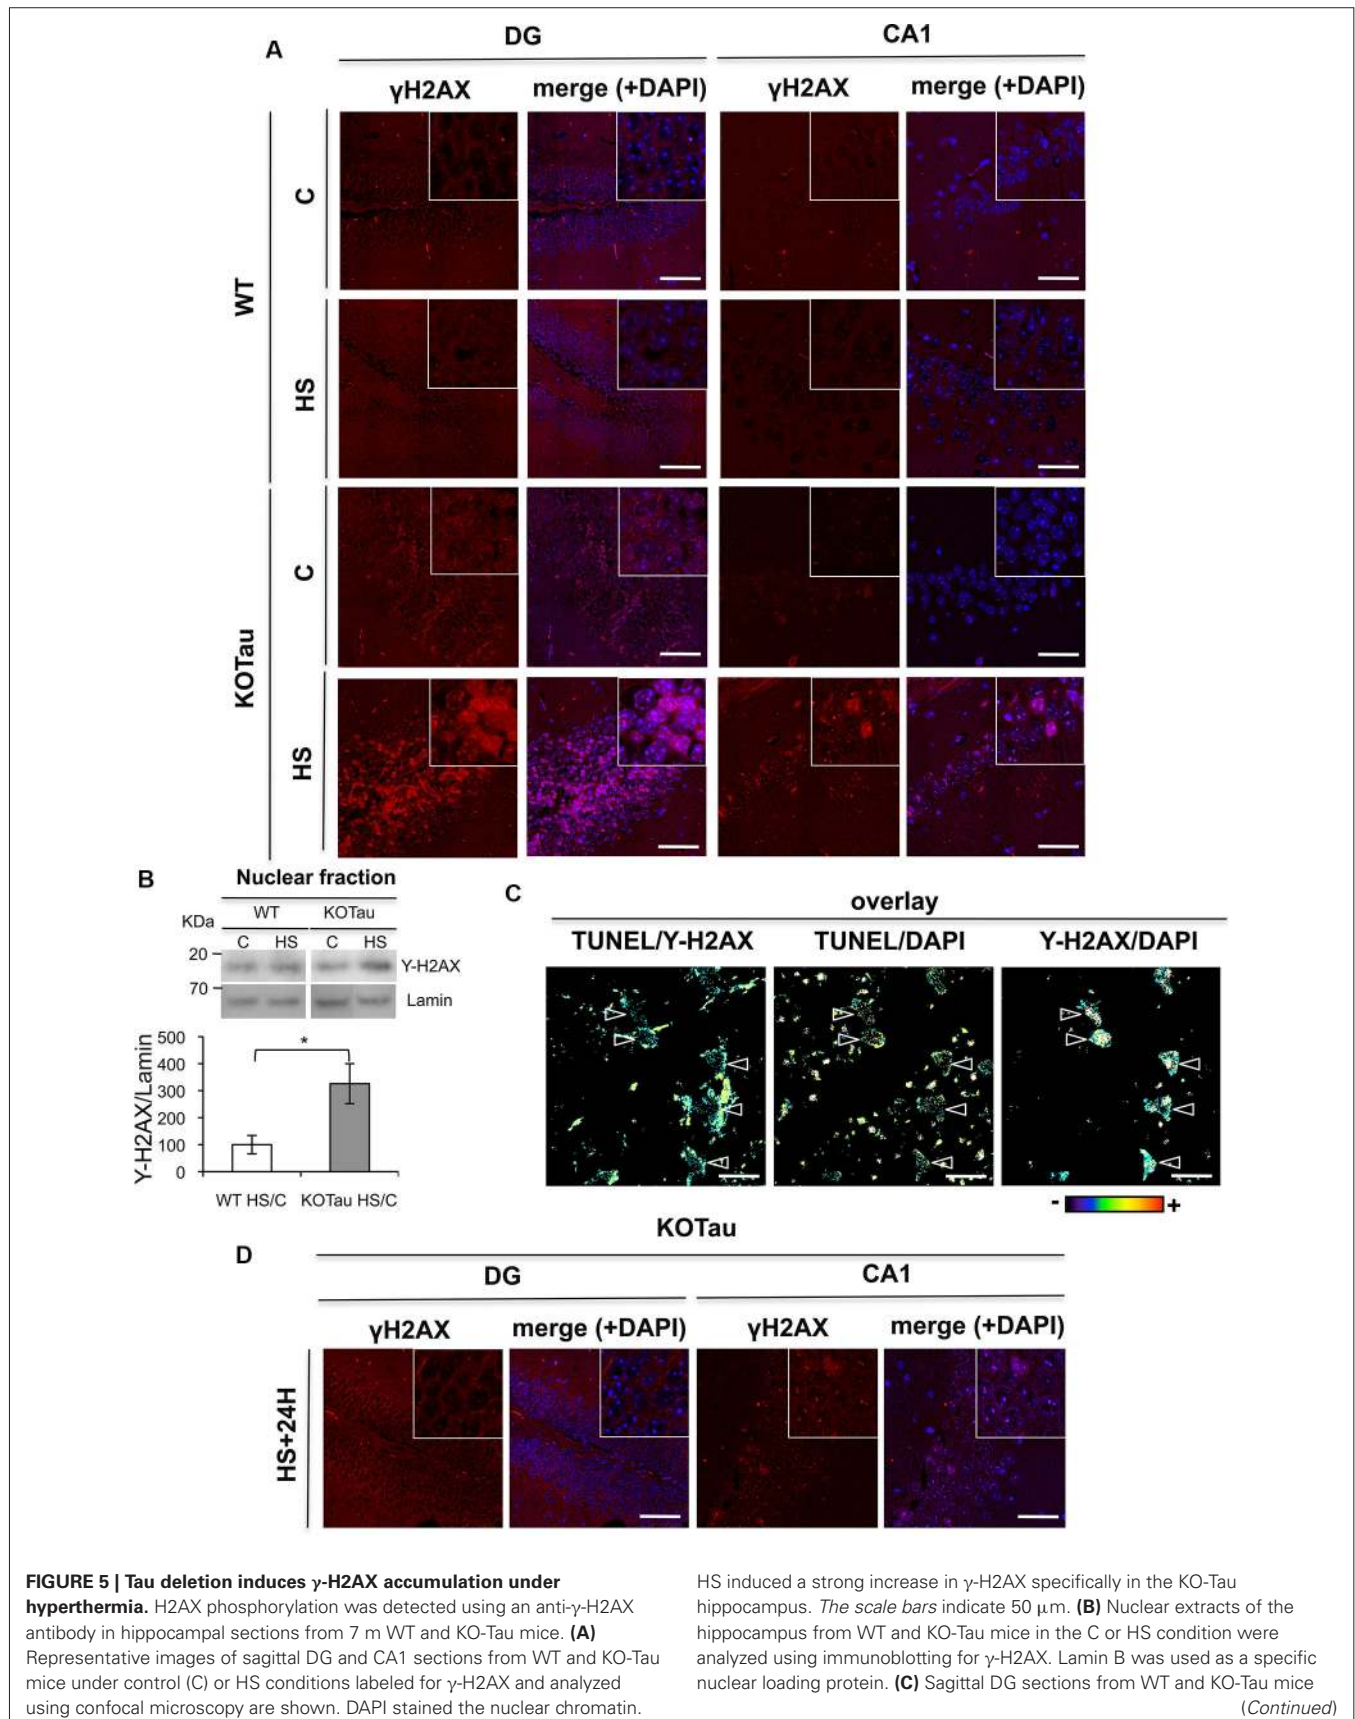 A
DG
CA1
γH2AX
merge (+DAPI)
γH2AX
merge (+DAPI)
WT
C
HS
KOTau
C
HS
B
Nuclear fraction
WT
KOTau
KDa
C
HS
C
HS
20
Y-H2AX
70
Lamin
Y-H2AX/Lamin
500
400
300
200
100
0
*
WT HS/C
KOTau HS/C
C
overlay
TUNEL/Y-H2AX
TUNEL/DAPI
Y-H2AX/DAPI
- +
KOTau
D
DG
CA1
γH2AX
merge (+DAPI)
γH2AX
merge (+DAPI)
HS+24H
FIGURE 5 | Tau deletion induces γ-H2AX accumulation under
hyperthermia. H2AX phosphorylation was detected using an anti-γ-H2AX
antibody in hippocampal sections from 7 m WT and KO-Tau mice. (A)
Representative images of sagittal DG and CA1 sections from WT and KO-Tau
mice under control (C) or HS conditions labeled for γ-H2AX and analyzed
using confocal microscopy are shown. DAPI stained the nuclear chromatin.
HS induced a strong increase in γ-H2AX specifically in the KO-Tau
hippocampus. The scale bars indicate 50 μm. (B) Nuclear extracts of the
hippocampus from WT and KO-Tau mice in the C or HS condition were
analyzed using immunoblotting for γ-H2AX. Lamin B was used as a specific
nuclear loading protein. (C) Sagittal DG sections from WT and KO-Tau mice
(Continued)